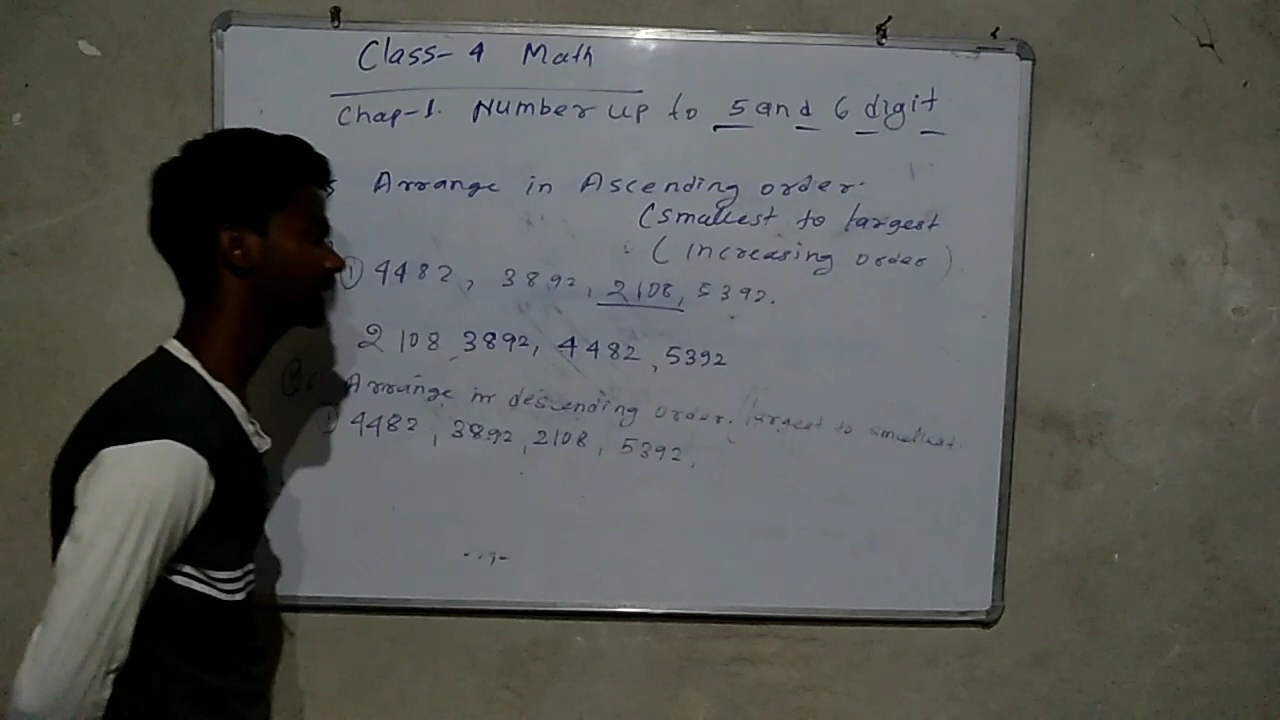 Class-4 Math
Chap-1. Number up to 5 and 6 digit
Arrange in Ascending order.
(smallest to largest
(increasing order)
① 4482, 3892, 2108, 5392.
2108, 3892, 4482, 5392
Arrange in descending order. largest to smallest.
4482, 3892, 2108, 5392,